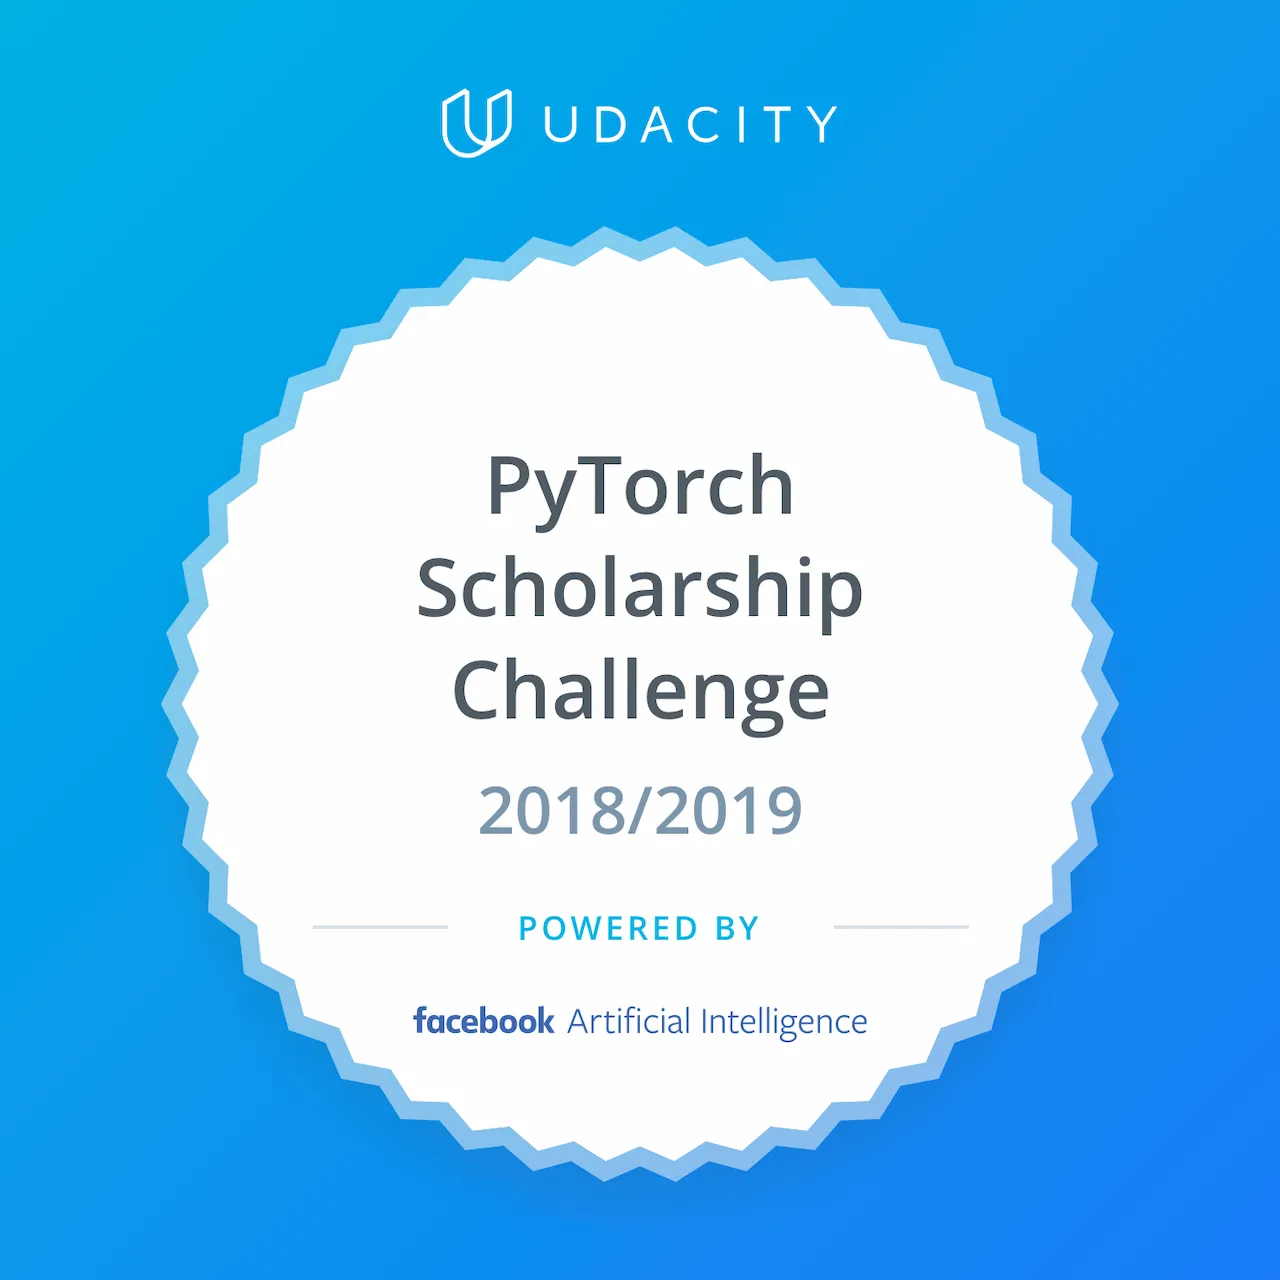 UDACITY
PyTorch
Scholarship
Challenge
2018/2019
POWERED BY
facebook Artificial Intelligence